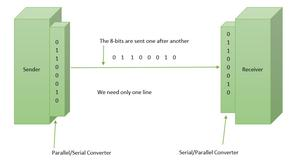 The 8-bits are sent one after another
0 1 1 0 0 0 1 0
Sender
0
1
1
0
0
0
1
0
We need only one line
0
1
1
0
0
0
1
0
Receiver
Parallel/Serial Converter
Serial/Parallel Converter